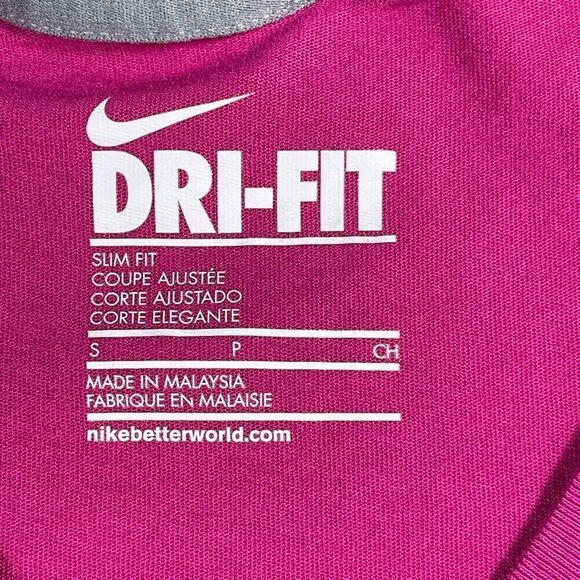 DRI-FIT
SLIM FIT
COUPE AJUSTÉE
CORTE AJUSTADO
CORTE ELEGANTE
S P CH
MADE IN MALAYSIA
FABRIQUE EN MALAISIE
nikebetterworld.com